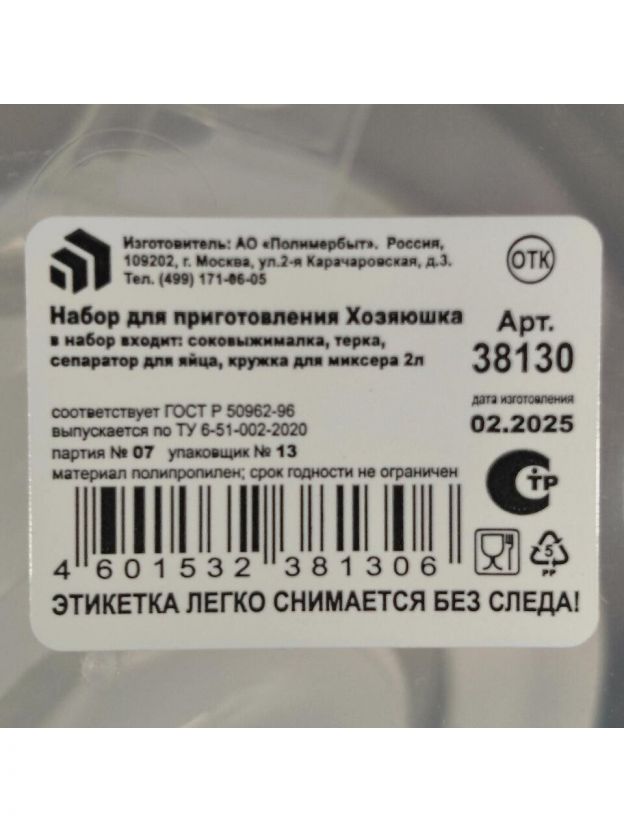 Изготовитель: АО «Полимербыт». Россия,
109202, г. Москва, ул.2-я Карачаровская, д.3.
Тел. (499) 171-06-05
ОТК
Набор для приготовления Хозяюшка
в набор входит: соковыжималка, терка,
сепаратор для яйца, кружка для миксера 2л
Арт.
38130
дата изготовления
02.2025
соответствует ГОСТ Р 50962-96
выпускается по ТУ 6-51-002-2020
партия № 07 упаковщик № 13
материал полипропилен; срок годности не ограничен
ТР
4 601532 381306
5
PP
ЭТИКЕТКА ЛЕГКО СНИМАЕТСЯ БЕЗ СЛЕДА!